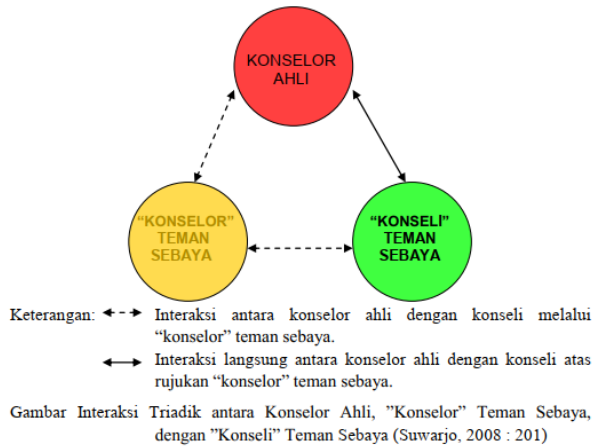 KONSELOR
AHLI
“KONSELOR”
TEMAN
SEBAYA
“KONSELI”
TEMAN
SEBAYA
Keterangan: Interaksi antara konselor ahli dengan konseli melalui
“konselor” teman sebaya.
Interaksi langsung antara konselor ahli dengan konseli atas
rujukan “konselor” teman sebaya.
Gambar Interaksi Triadik antara Konselor Ahli, ”Konselor” Teman Sebaya,
dengan ”Konseli” Teman Sebaya (Suwarjo, 2008 : 201)